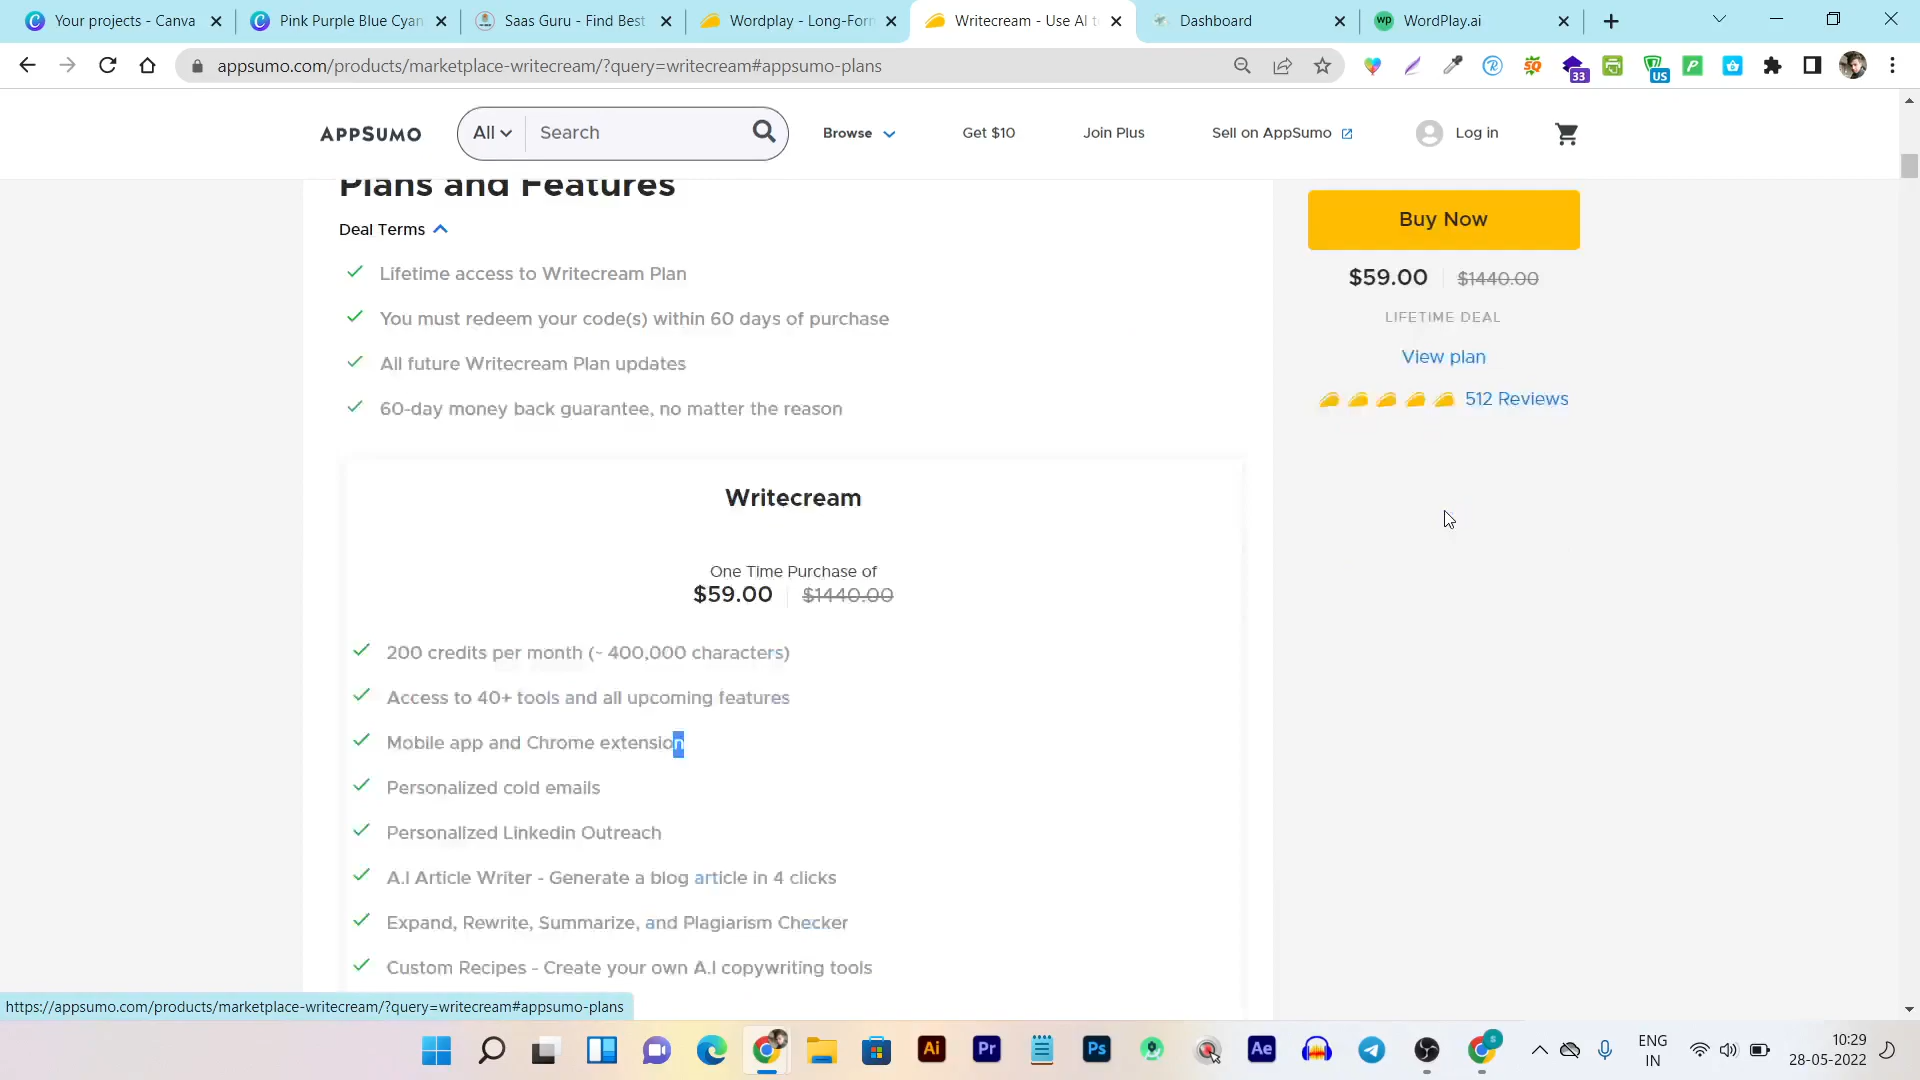 Your projects - Canva
Pink Purple Blue Cyan
Saas Guru - Find Best
Wordplay - Long-Form
Writecream - Use AI t
Dashboard
wp WordPlay.ai
appsumo.com/products/marketplace-writecream/?query=writecream#appsumo-plans
33
US
APPSUMO
All
Search
Browse
Get $10
Join Plus
Sell on AppSumo
Log in
Plans and Features
Deal Terms
Lifetime access to Writecream Plan
You must redeem your code(s) within 60 days of purchase
All future Writecream Plan updates
60-day money back guarantee, no matter the reason
Buy Now
$59.00 $1440.00
LIFETIME DEAL
View plan
512 Reviews
Writecream
One Time Purchase of
$59.00 $1440.00
200 credits per month (~ 400,000 characters)
Access to 40+ tools and all upcoming features
Mobile app and Chrome extension
Personalized cold emails
Personalized Linkedin Outreach
A.I Article Writer - Generate a blog article in 4 clicks
Expand, Rewrite, Summarize, and Plagiarism Checker
Custom Recipes - Create your own A.I copywriting tools
https://appsumo.com/products/marketplace-writecream/?query=writecream#appsumo-plans
Ai
Pr
Ps
Ae
ENG
IN
10:29
28-05-2022